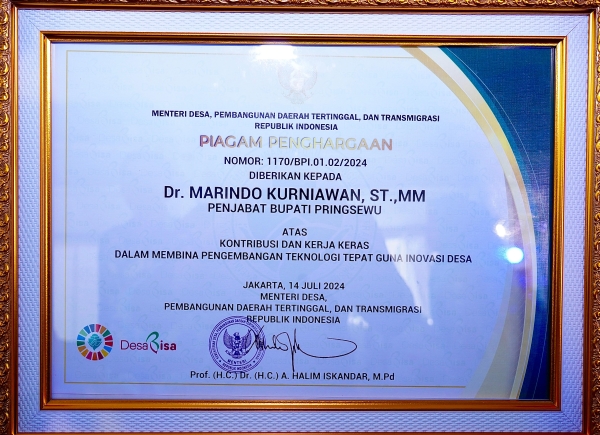 MENTERI DESA, PEMBANGUNAN DAERAH TERTINGGAL, DAN TRANSMIGRASI
REPUBLIK INDONESIA
PIAGAM PENGHARGAAN
NOMOR: 1170/BPI.01.02/2024
DIBERIKAN KEPADA
Dr. MARINDO KURNIAWAN, ST.,MM
PENJABAT BUPATI PRINGSEWU
ATAS
KONTRIBUSI DAN KERJA KERAS
DALAM MEMBINA PENGEMBANGAN TEKNOLOGI TEPAT GUNA INOVASI DESA
JAKARTA, 14 JULI 2024
MENTERI DESA,
PEMBANGUNAN DAERAH TERTINGGAL, DAN TRANSMIGRASI
REPUBLIK INDONESIA
Desa Bisa
Prof. (H.C.) Dr. (H.C.) A. HALIM ISKANDAR, M.Pd